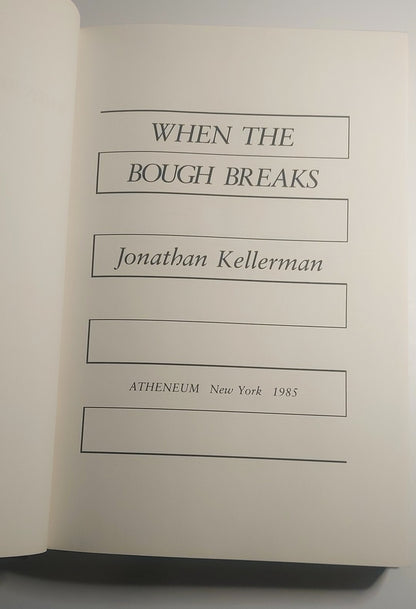 WHEN THE
BOUGH BREAKS
Jonathan Kellerman
ATHENEUM New York 1985